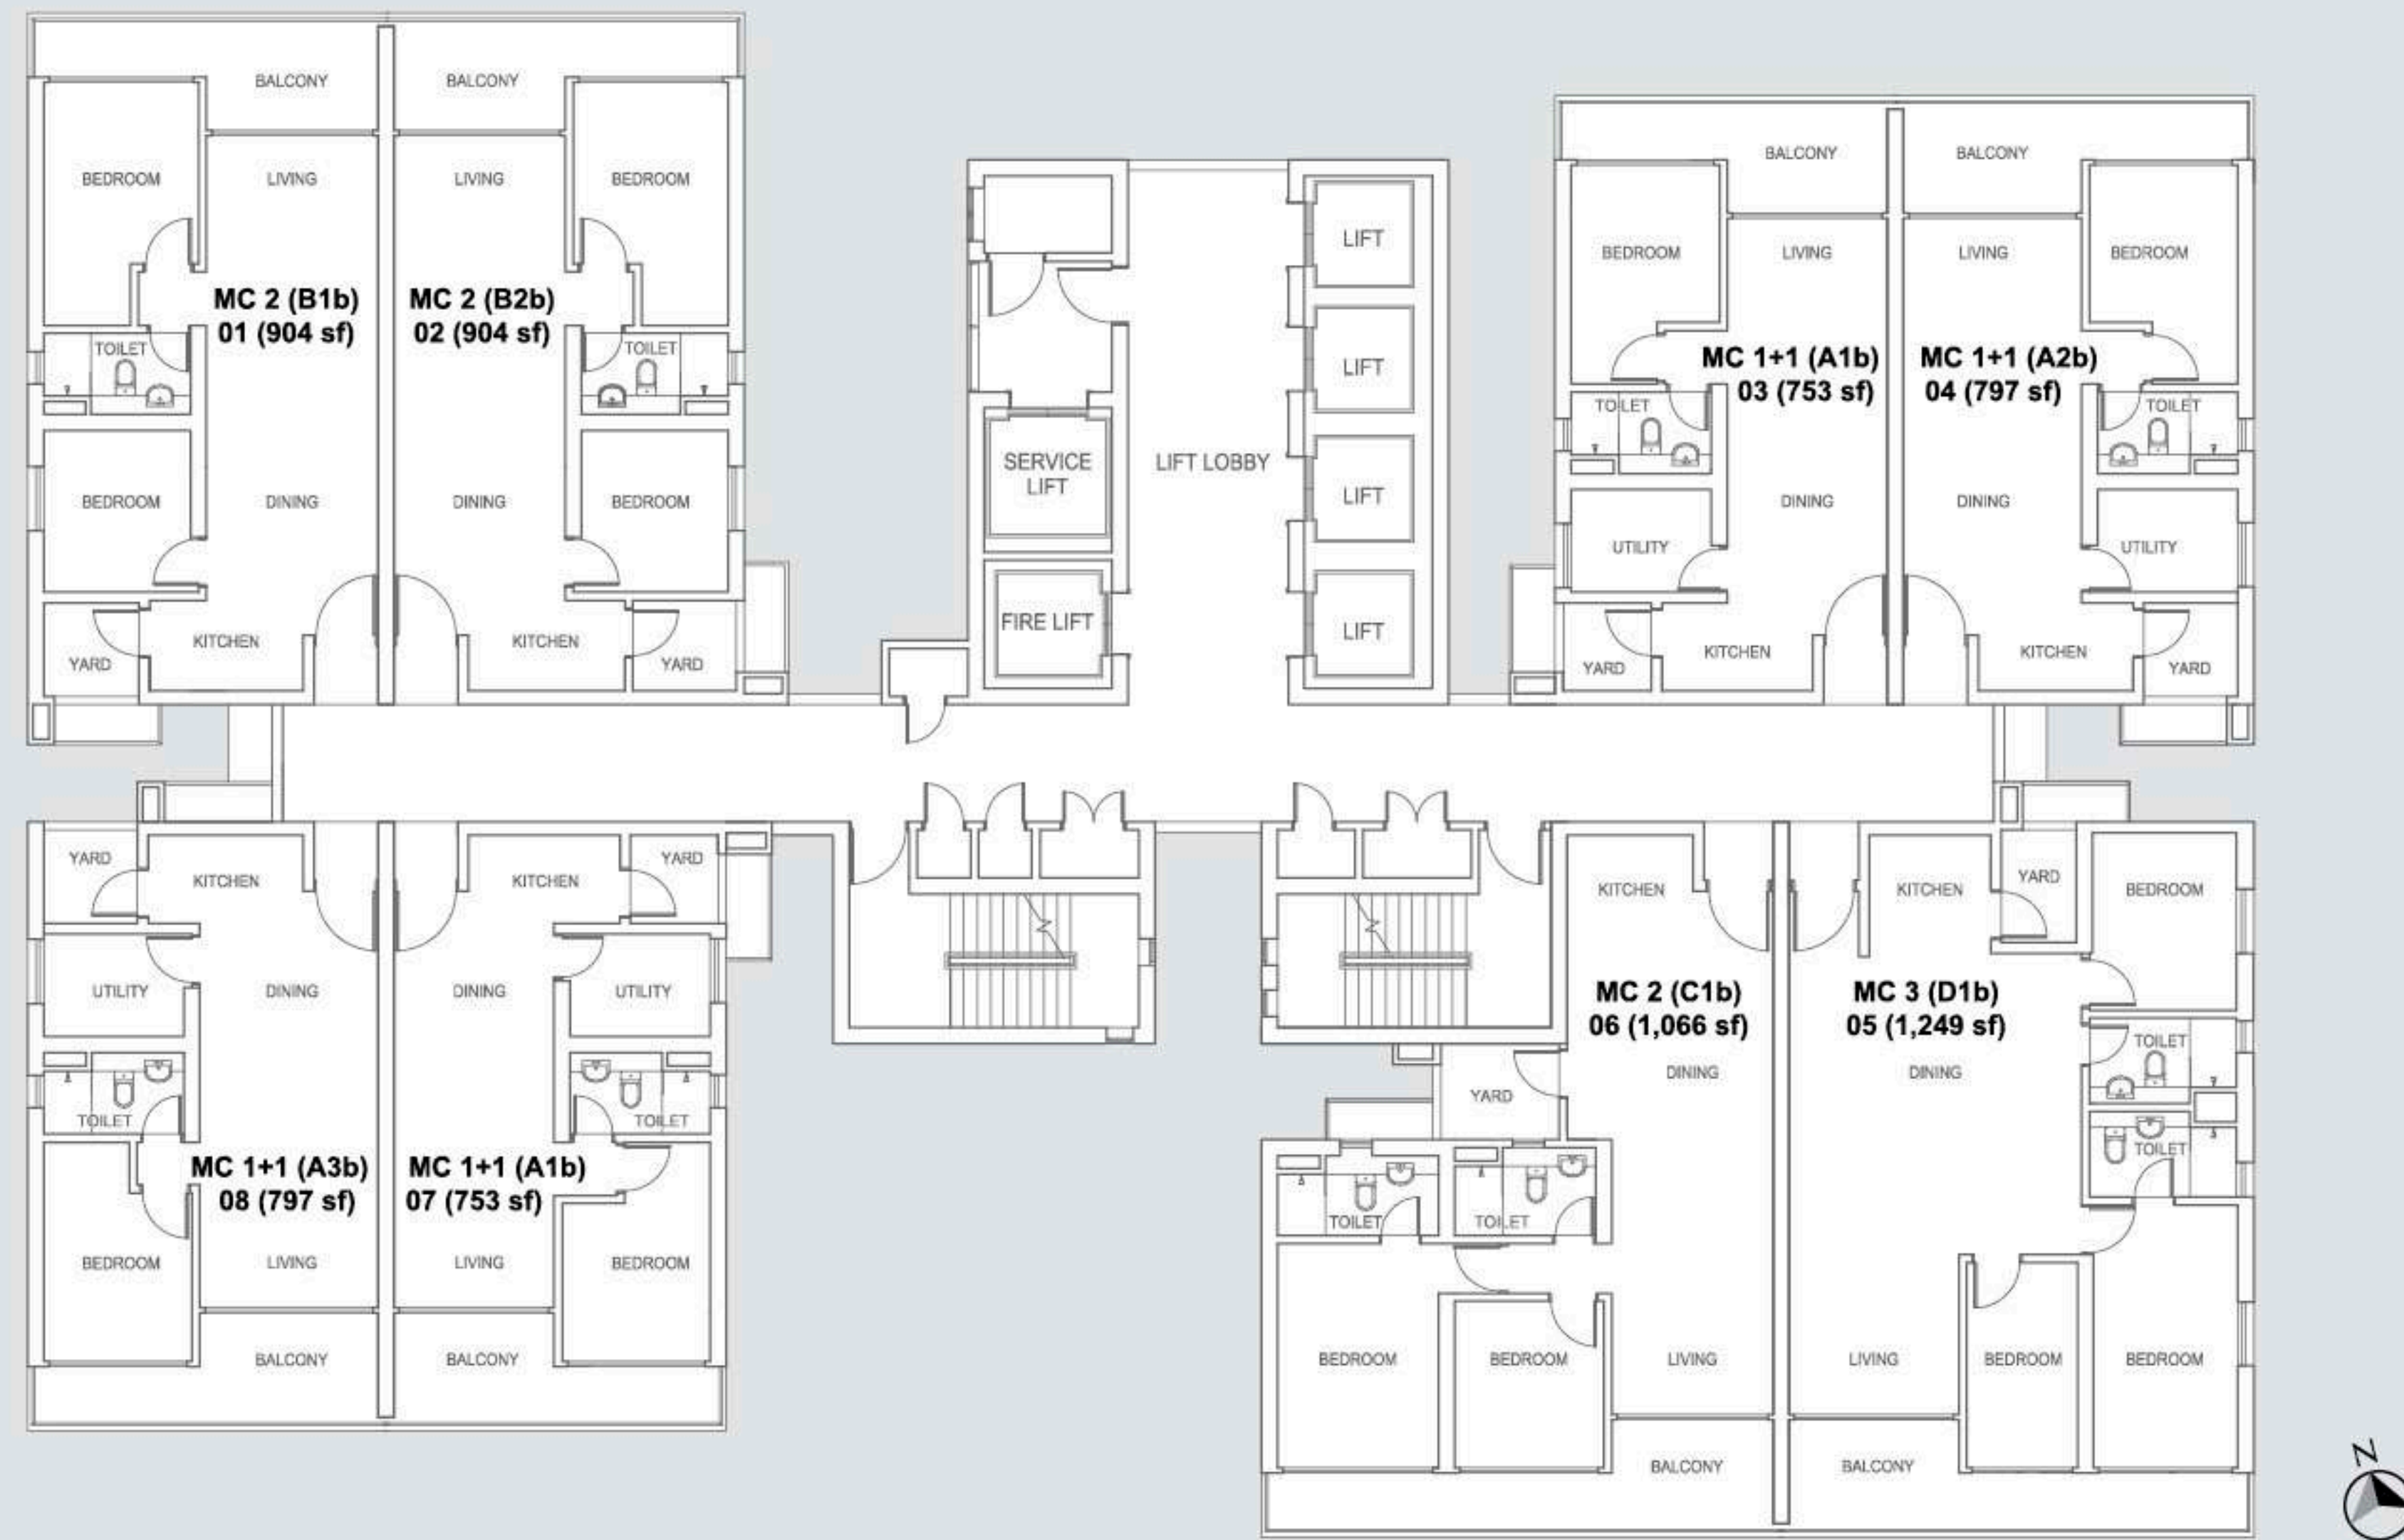 BALCONY
BALCONY
BEDROOM
LIVING
LIVING
BEDROOM
MC 2 (B1b)
01 (904 sf)
MC 2 (B2b)
02 (904 sf)
TOILET
TOILET
BEDROOM
DINING
DINING
BEDROOM
YARD
KITCHEN
KITCHEN
YARD
LIFT
LIFT
SERVICE
LIFT
LIFT LOBBY
LIFT
FIRE LIFT
LIFT
BALCONY
BALCONY
BEDROOM
LIVING
LIVING
BEDROOM
MC 1+1 (A1b)
03 (753 sf)
MC 1+1 (A2b)
04 (797 sf)
TOILET
TOILET
DINING
DINING
UTILITY
UTILITY
YARD
KITCHEN
KITCHEN
YARD
YARD
KITCHEN
KITCHEN
YARD
UTILITY
DINING
DINING
UTILITY
TOILET
TOILET
MC 1+1 (A3b)
08 (797 sf)
MC 1+1 (A1b)
07 (753 sf)
BEDROOM
LIVING
LIVING
BEDROOM
BALCONY
BALCONY
KITCHEN
KITCHEN
YARD
BEDROOM
MC 2 (C1b)
06 (1,066 sf)
MC 3 (D1b)
05 (1,249 sf)
TOILET
DINING
DINING
YARD
TOILET
TOILET
TOILET
BEDROOM
BEDROOM
LIVING
LIVING
BEDROOM
BEDROOM
BALCONY
BALCONY
N